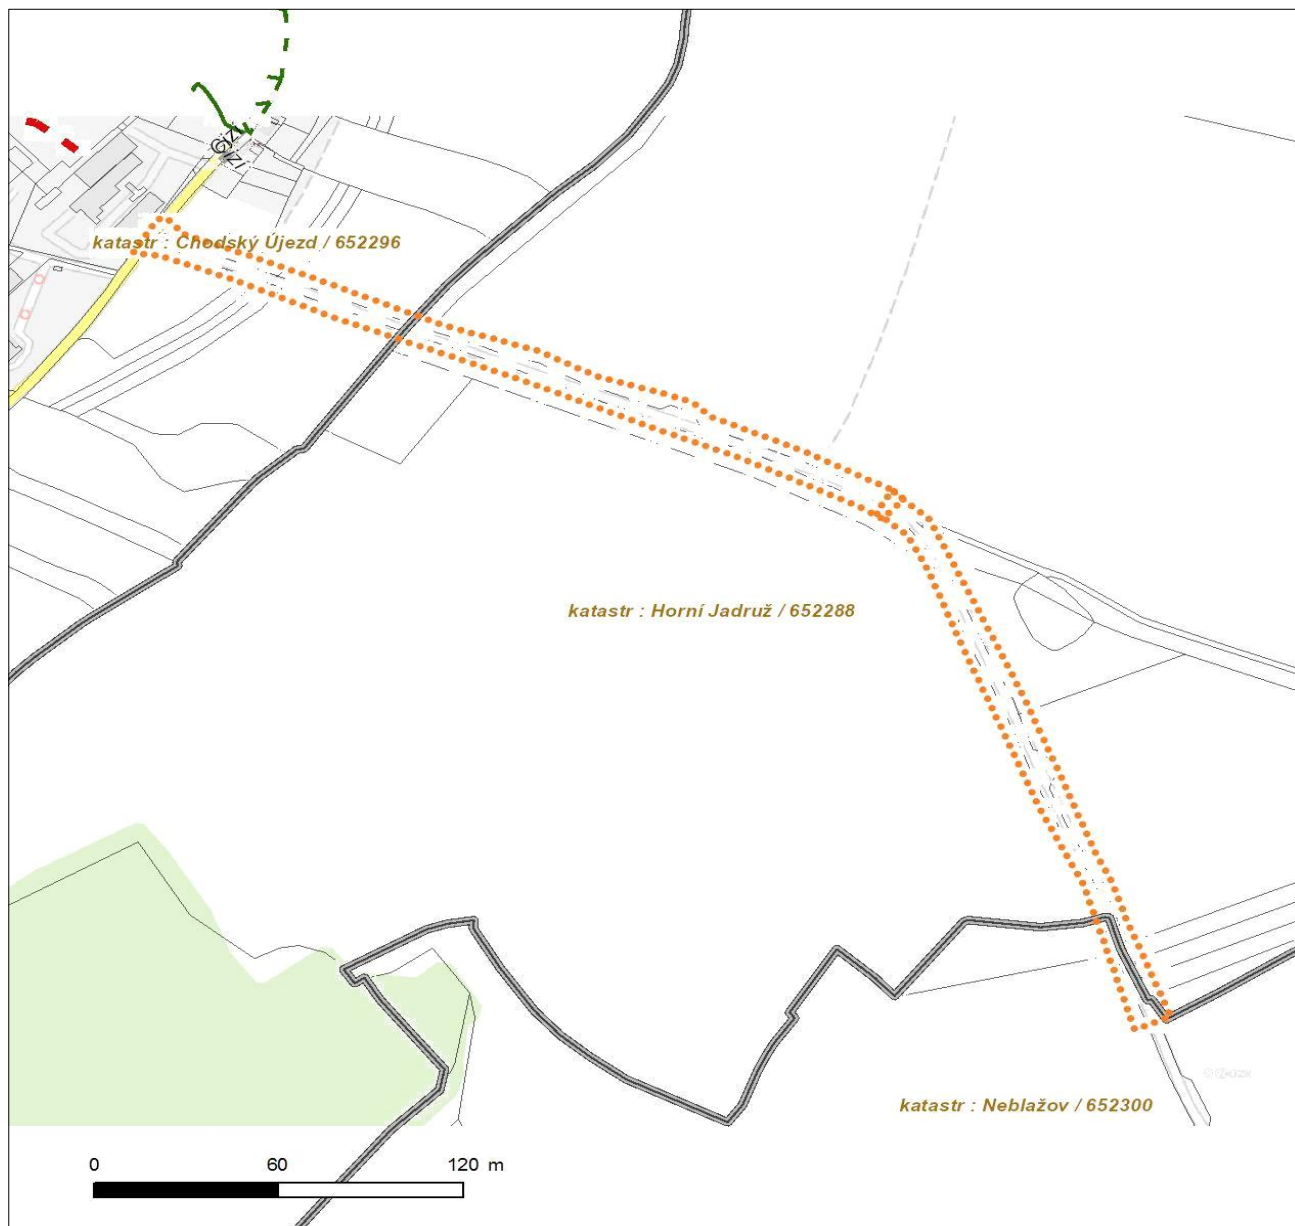 katastr : Chodský Újezd / 652296
katastr : Horní Jadruž / 652288
katastr : Neblažov / 652300
0 60 120 m